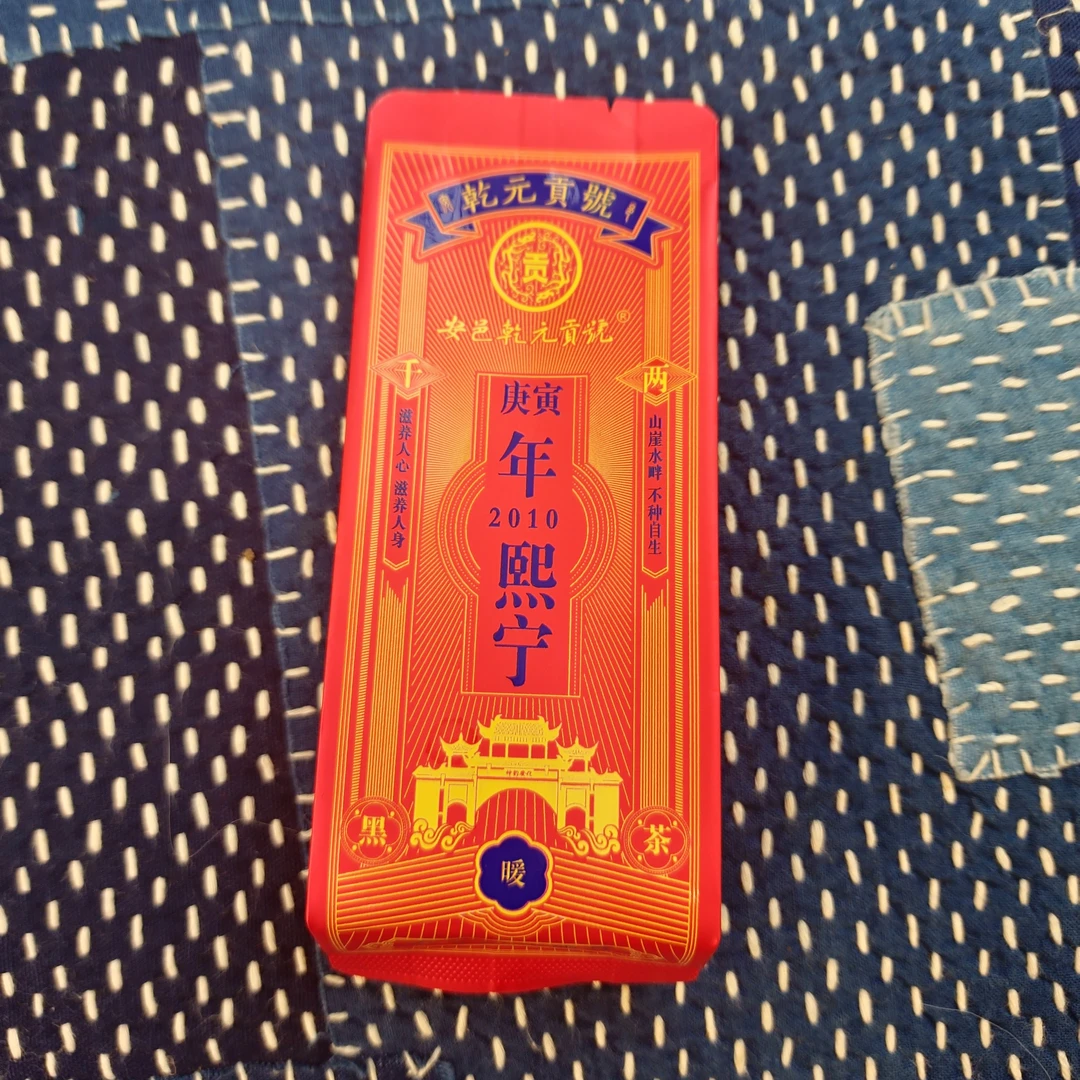 乾元貢號
贡
安邑乾元貢號®
千
两
庚寅
年
2010
熙宁
滋养人心 滋养人身
山崖水畔 不种自生
黑
茶
暖